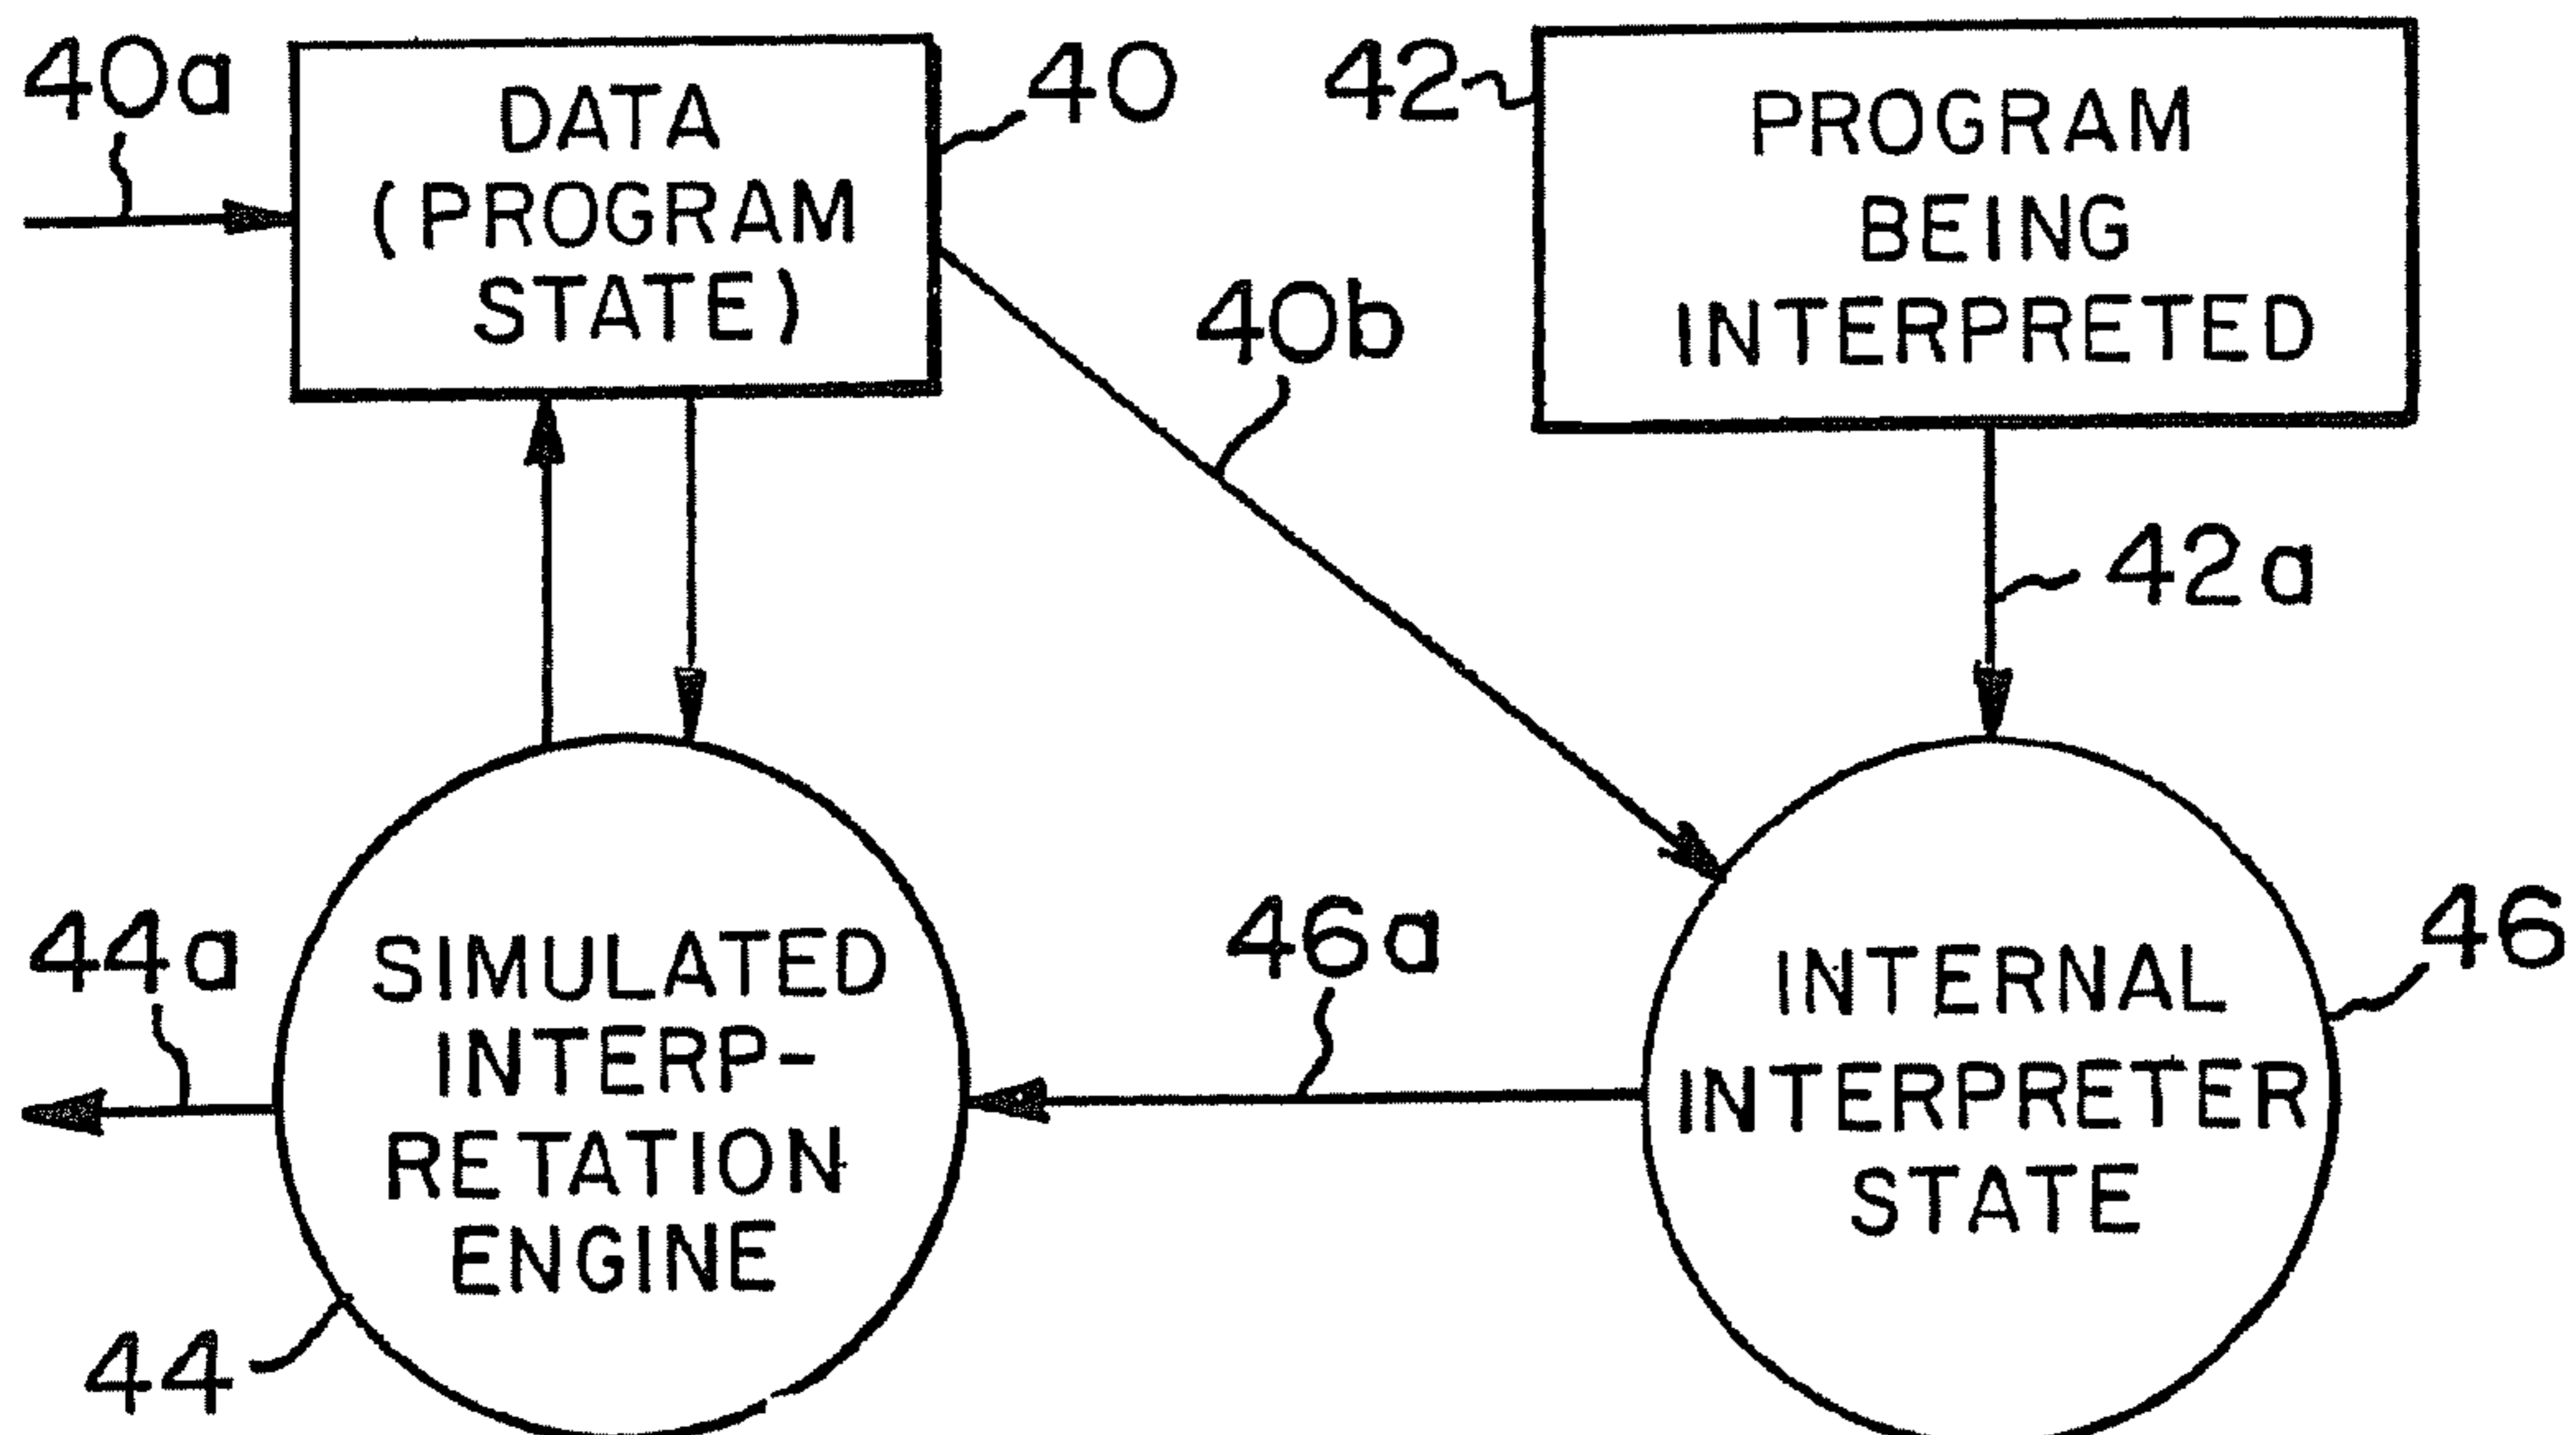 40a
DATA
(PROGRAM
STATE)
40
42
PROGRAM
BEING
INTERPRETED
40b
42a
44a
SIMULATED
INTERP-
RETATION
ENGINE
44
46a
INTERNAL
INTERPRETER
STATE
46